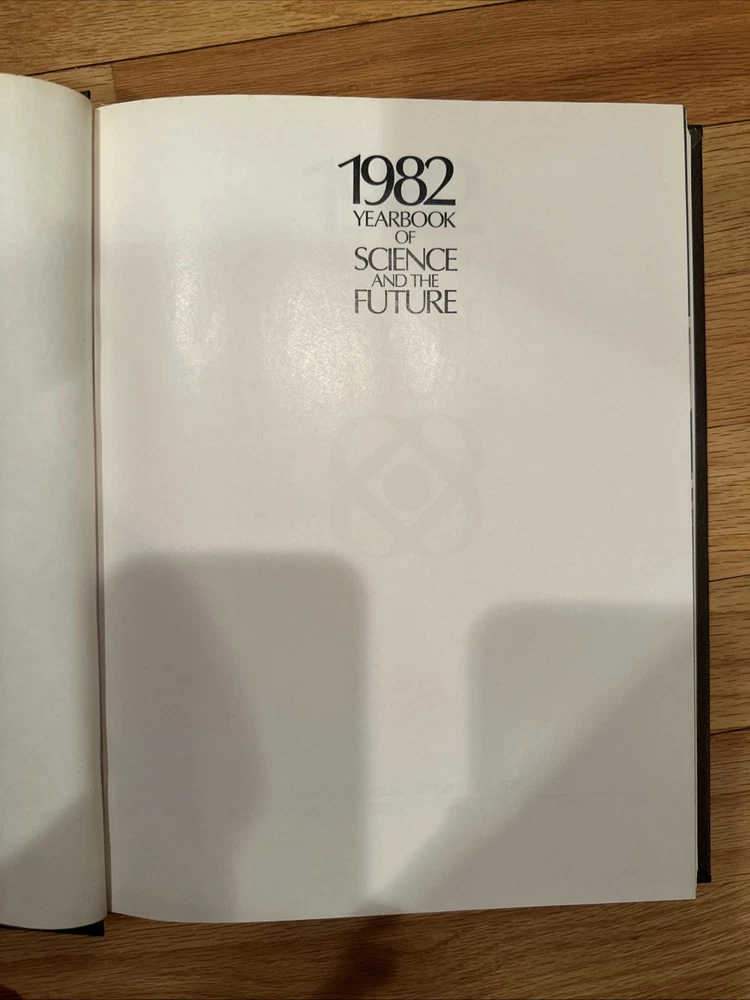 1982
YEARBOOK
OF
SCIENCE
AND THE
FUTURE